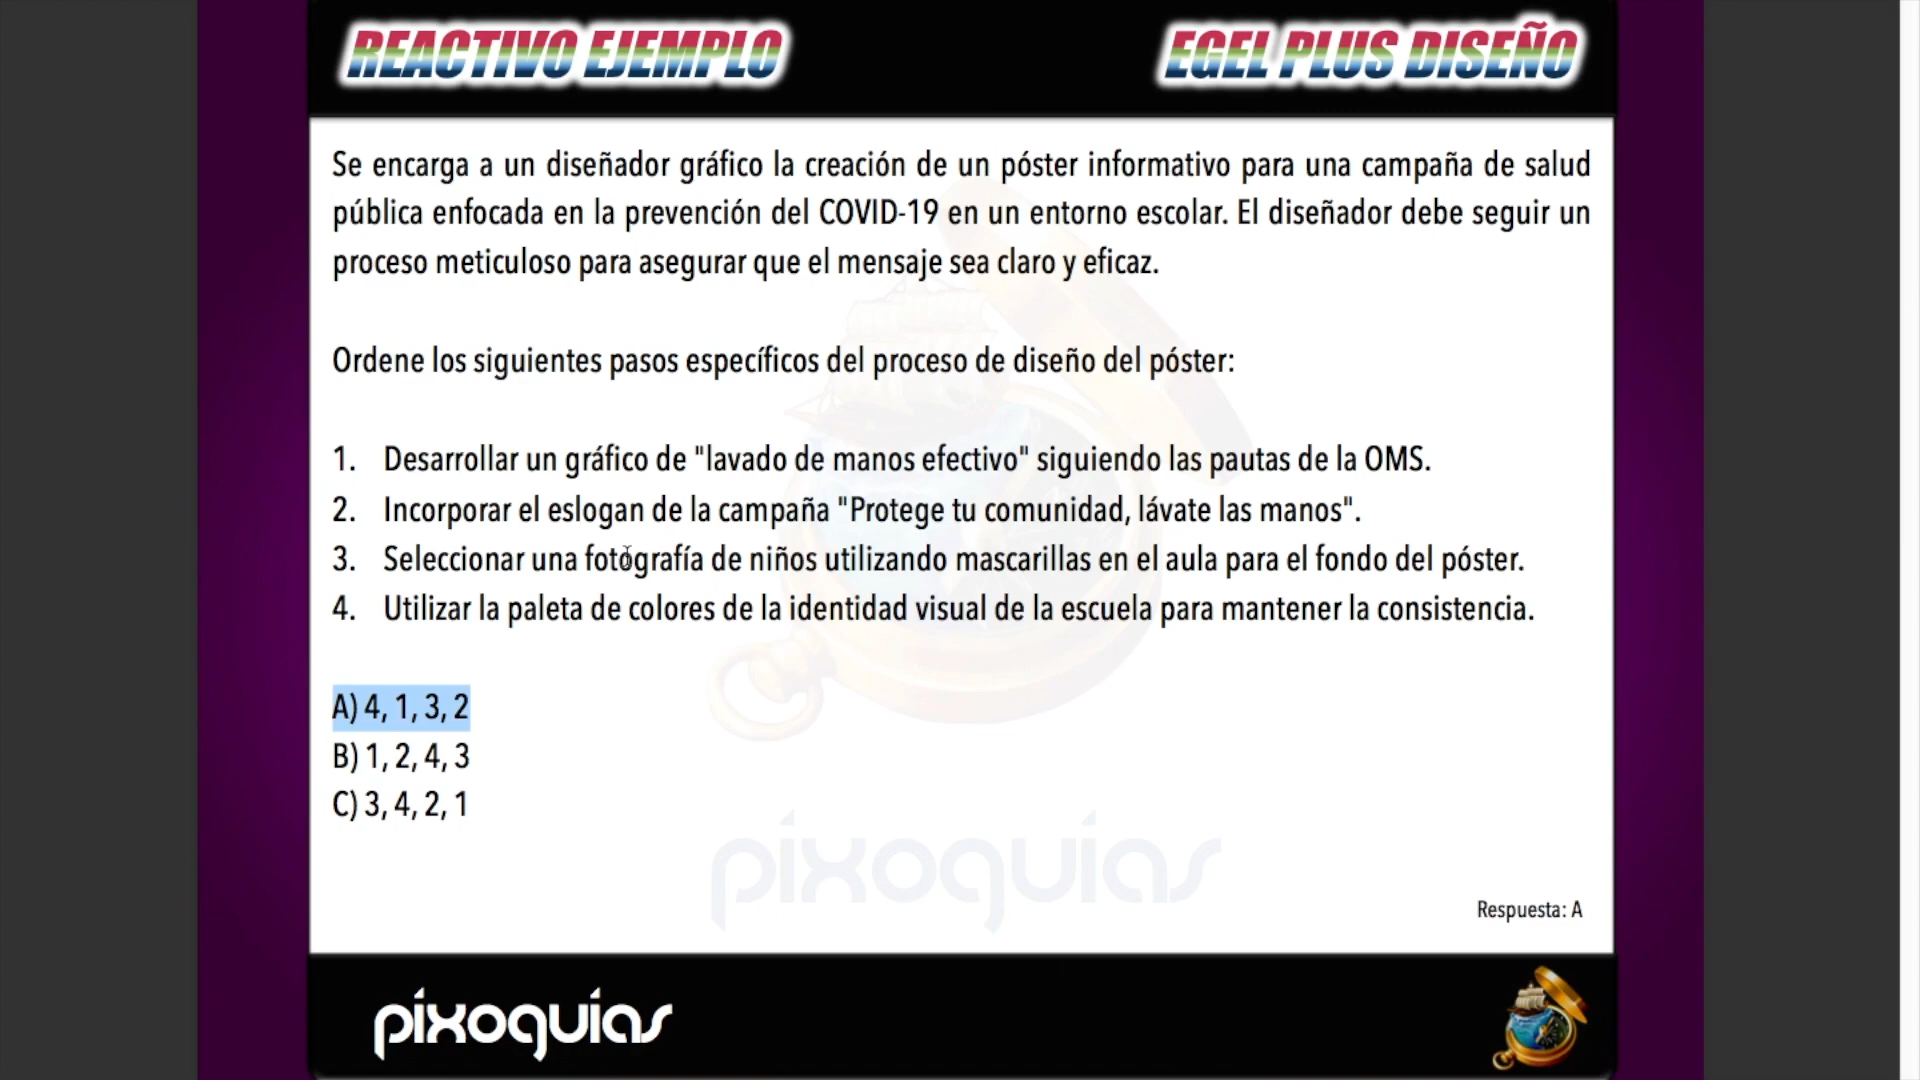 REACTIVO EJEMPLO
EGEL PLUS DISEÑO
Se encarga a un diseñador gráfico la creación de un póster informativo para una campaña de salud
pública enfocada en la prevención del COVID-19 en un entorno escolar. El diseñador debe seguir un
proceso meticuloso para asegurar que el mensaje sea claro y eficaz.
Ordene los siguientes pasos específicos del proceso de diseño del póster:
1. Desarrollar un gráfico de "lavado de manos efectivo" siguiendo las pautas de la OMS.
2. Incorporar el eslogan de la campaña "Protege tu comunidad, lávate las manos".
3. Seleccionar una fotografía de niños utilizando mascarillas en el aula para el fondo del póster.
4. Utilizar la paleta de colores de la identidad visual de la escuela para mantener la consistencia.
A) 4, 1, 3, 2
B) 1, 2, 4, 3
C) 3, 4, 2, 1
pixoguías
Respuesta: A
pixoguías